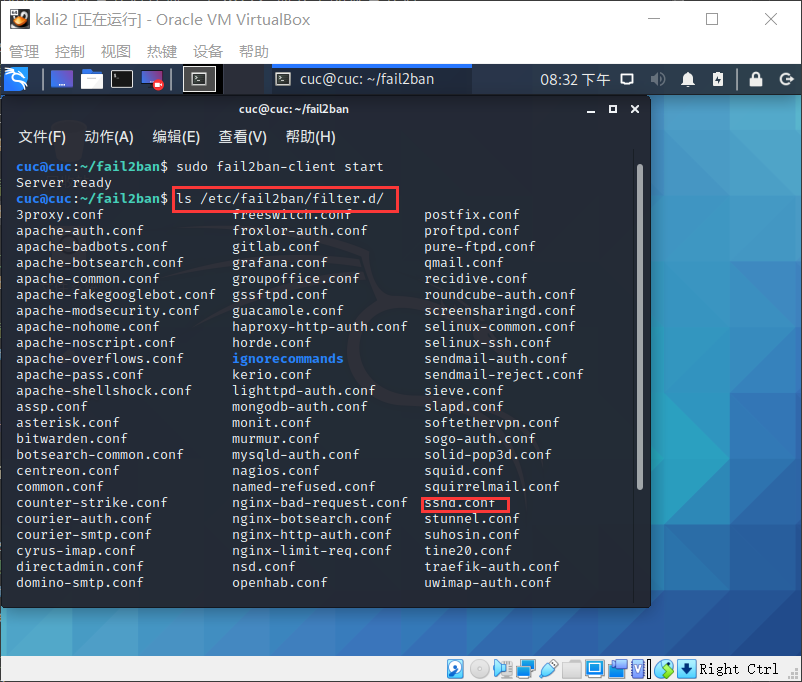 kali2 [正在运行] - Oracle VM VirtualBox
管理 控制 视图 热键 设备 帮助
cuc@cuc: ~/fail2ban 08:32 下午
cuc@cuc: ~/fail2ban
文件(F) 动作(A) 编辑(E) 查看(V) 帮助(H)
cuc@cuc:~/fail2ban$ sudo fail2ban-client start
Server ready
cuc@cuc:~/fail2ban$ ls /etc/fail2ban/filter.d/
3proxy.conf freeswitch.conf postfix.conf
apache-auth.conf froxlor-auth.conf proftpd.conf
apache-badbots.conf gitlab.conf pure-ftpd.conf
apache-botsearch.conf grafana.conf qmail.conf
apache-common.conf groupoffice.conf recidive.conf
apache-fakegooglebot.conf gssftpd.conf roundcube-auth.conf
apache-modsecurity.conf guacamole.conf screensharingd.conf
apache-nohome.conf haproxy-http-auth.conf selinux-common.conf
apache-noscript.conf horde.conf selinux-ssh.conf
apache-overflows.conf ignorecommands sendmail-auth.conf
apache-pass.conf kerio.conf sendmail-reject.conf
apache-shellshock.conf lighttpd-auth.conf sieve.conf
assp.conf mongodb-auth.conf slapd.conf
asterisk.conf monit.conf softethervpn.conf
bitwarden.conf murmur.conf sogo-auth.conf
botsearch-common.conf mysqld-auth.conf solid-pop3d.conf
centreon.conf nagios.conf squid.conf
common.conf named-refused.conf squirrelmail.conf
counter-strike.conf nginx-bad-request.conf sshd.conf
courier-auth.conf nginx-botsearch.conf stunnel.conf
courier-smtp.conf nginx-http-auth.conf suhosin.conf
cyrus-imap.conf nginx-limit-req.conf tine20.conf
directadmin.conf nsd.conf traefik-auth.conf
domino-smtp.conf openhab.conf uwimap-auth.conf
Right Ctrl